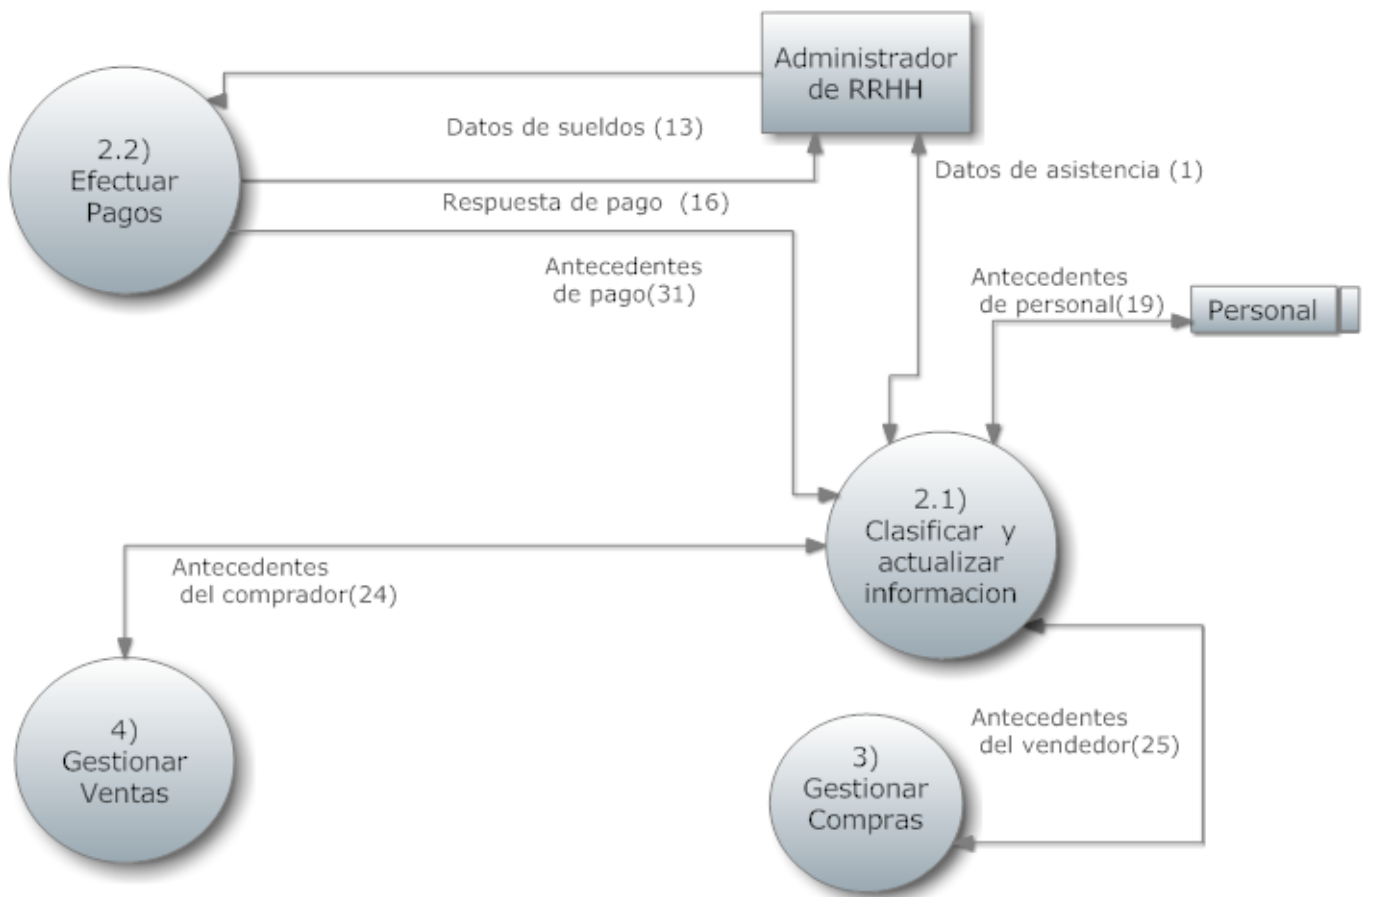 Administrador
de RRHH
Datos de sueldos (13)
2.2)
Efectuar
Pagos
Datos de asistencia (1)
Respuesta de pago (16)
Antecedentes
de pago(31)
Antecedentes
de personal(19)
Personal
2.1)
Clasificar y
actualizar
informacion
Antecedentes
del comprador(24)
4)
Gestionar
Ventas
Antecedentes
del vendedor(25)
3)
Gestionar
Compras